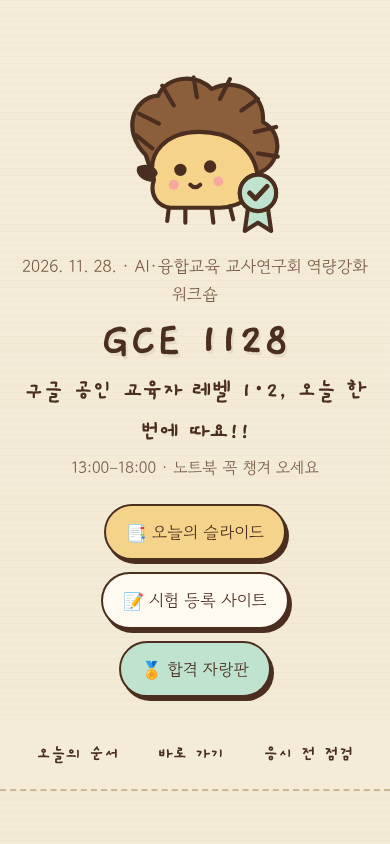 2026. 11. 28. · AI·융합교육 교사연구회 역량강화
워크숍
GCE 1128
구글 공인 교육자 레벨 1·2, 오늘 한
번에 따요!!
13:00–18:00 · 노트북 꼭 챙겨 오세요
📑 오늘의 슬라이드
📝 시험 등록 사이트
🏅 합격 자랑판
오늘의 순서 바로 가기 응시 전 점검